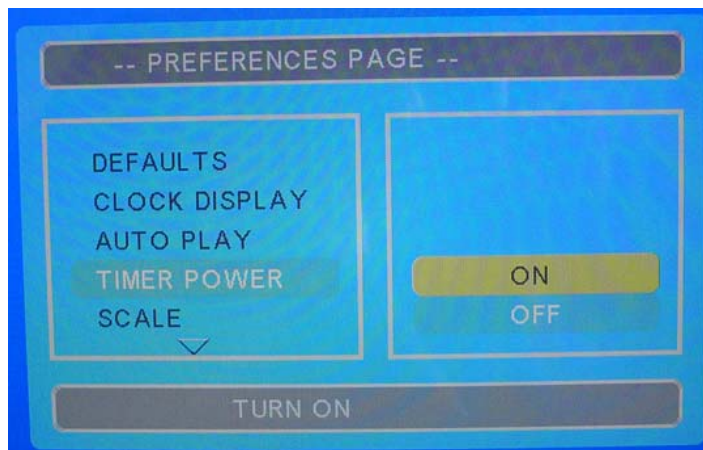 -- PREFERENCES PAGE --
DEFAULTS
CLOCK DISPLAY
AUTO PLAY
TIMER POWER
SCALE
ON
OFF
TURN ON